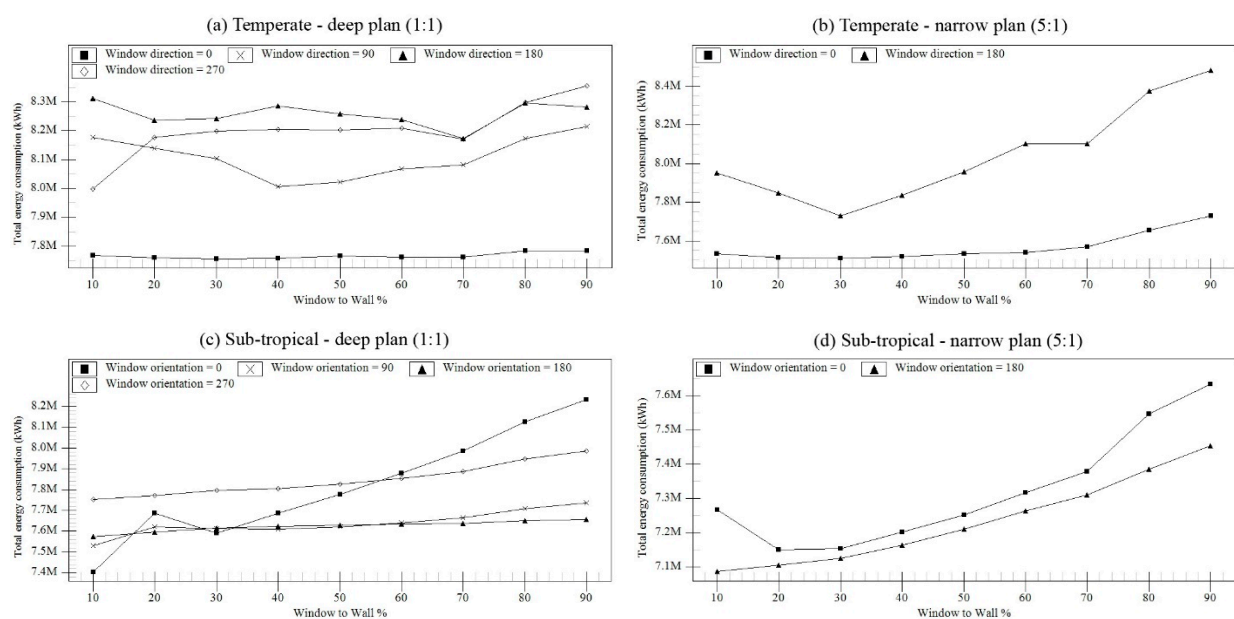 (a) Temperate - deep plan (1:1)
Window direction = 0 Window direction = 90 Window direction = 180
Window direction = 270
Total energy consumption (kWh)
8.3M
8.2M
8.1M
8.0M
7.9M
7.8M
10 20 30 40 50 60 70 80 90
Window to Wall %
(b) Temperate - narrow plan (5:1)
Window direction = 0 Window direction = 180
Total energy consumption (kWh)
8.4M
8.2M
8.0M
7.8M
7.6M
10 20 30 40 50 60 70 80 90
Window to Wall %
(c) Sub-tropical - deep plan (1:1)
Window orientation = 0 Window orientation = 90 Window orientation = 180
Window orientation = 270
Total energy consumption (kWh)
8.2M
8.1M
8.0M
7.9M
7.8M
7.6M
7.5M
7.4M
10 20 30 40 50 60 70 80 90
Window to Wall %
(d) Sub-tropical - narrow plan (5:1)
Window orientation = 0 Window orientation = 180
Total energy consumption (kWh)
7.6M
7.5M
7.4M
7.3M
7.2M
7.1M
10 20 30 40 50 60 70 80 90
Window to Wall %